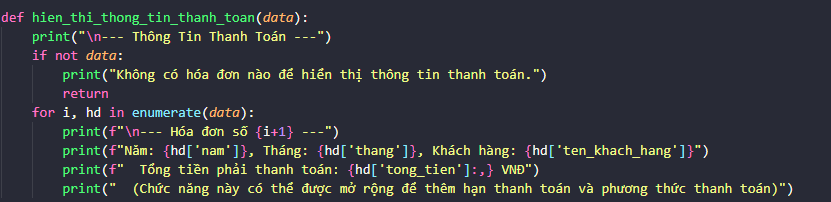 def hien_thi_thong_tin_thanh_toan(data):
    print("\n--- Thông Tin Thanh Toán ---")
    if not data:
        print("Không có hóa đơn nào để hiển thị thông tin thanh toán.")
        return
    for i, hd in enumerate(data):
        print(f"\n--- Hóa đơn số {i+1} ---")
        print(f"Năm: {hd['nam']}, Tháng: {hd['thang']}, Khách hàng: {hd['ten_khach_hang']}")
        print(f"  Tổng tiền phải thanh toán: {hd['tong_tien']:,} VNĐ")
        print("  (Chức năng này có thể được mở rộng để thêm hạn thanh toán và phương thức thanh toán)")